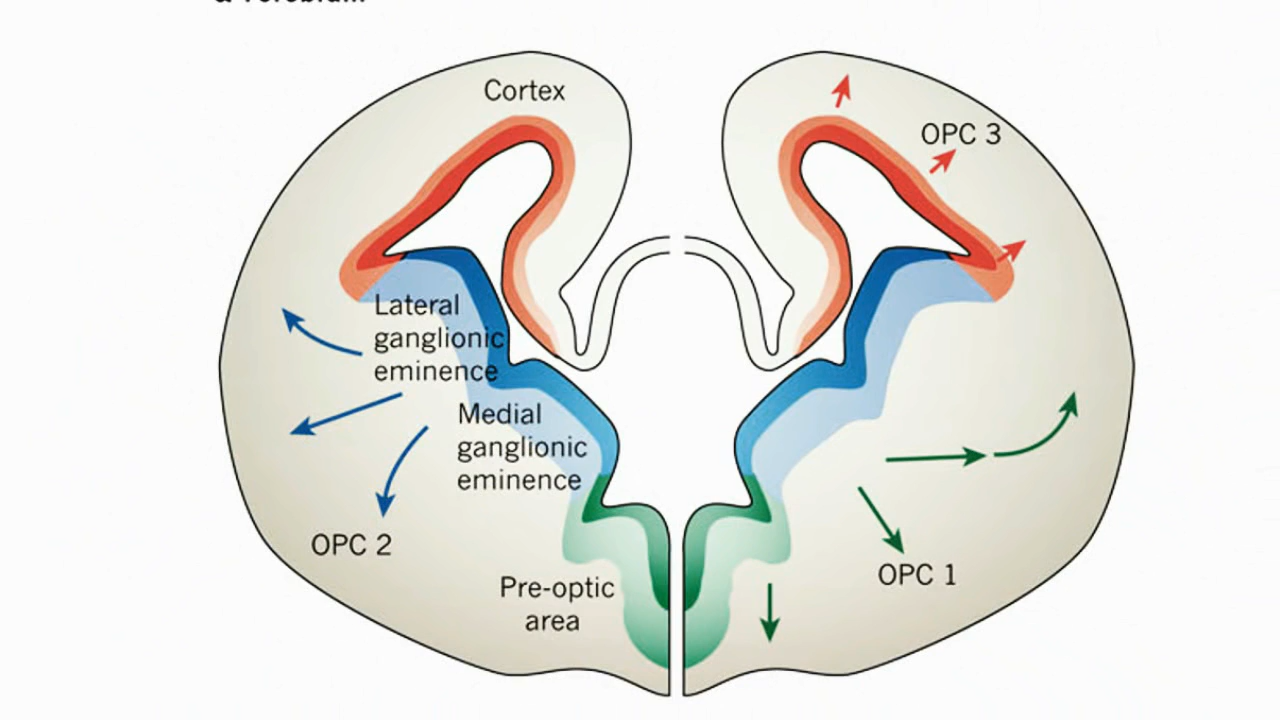 Cortex
OPC 3
Lateral
ganglionic
eminence
Medial
ganglionic
eminence
OPC 2
OPC 1
Pre-optic
area